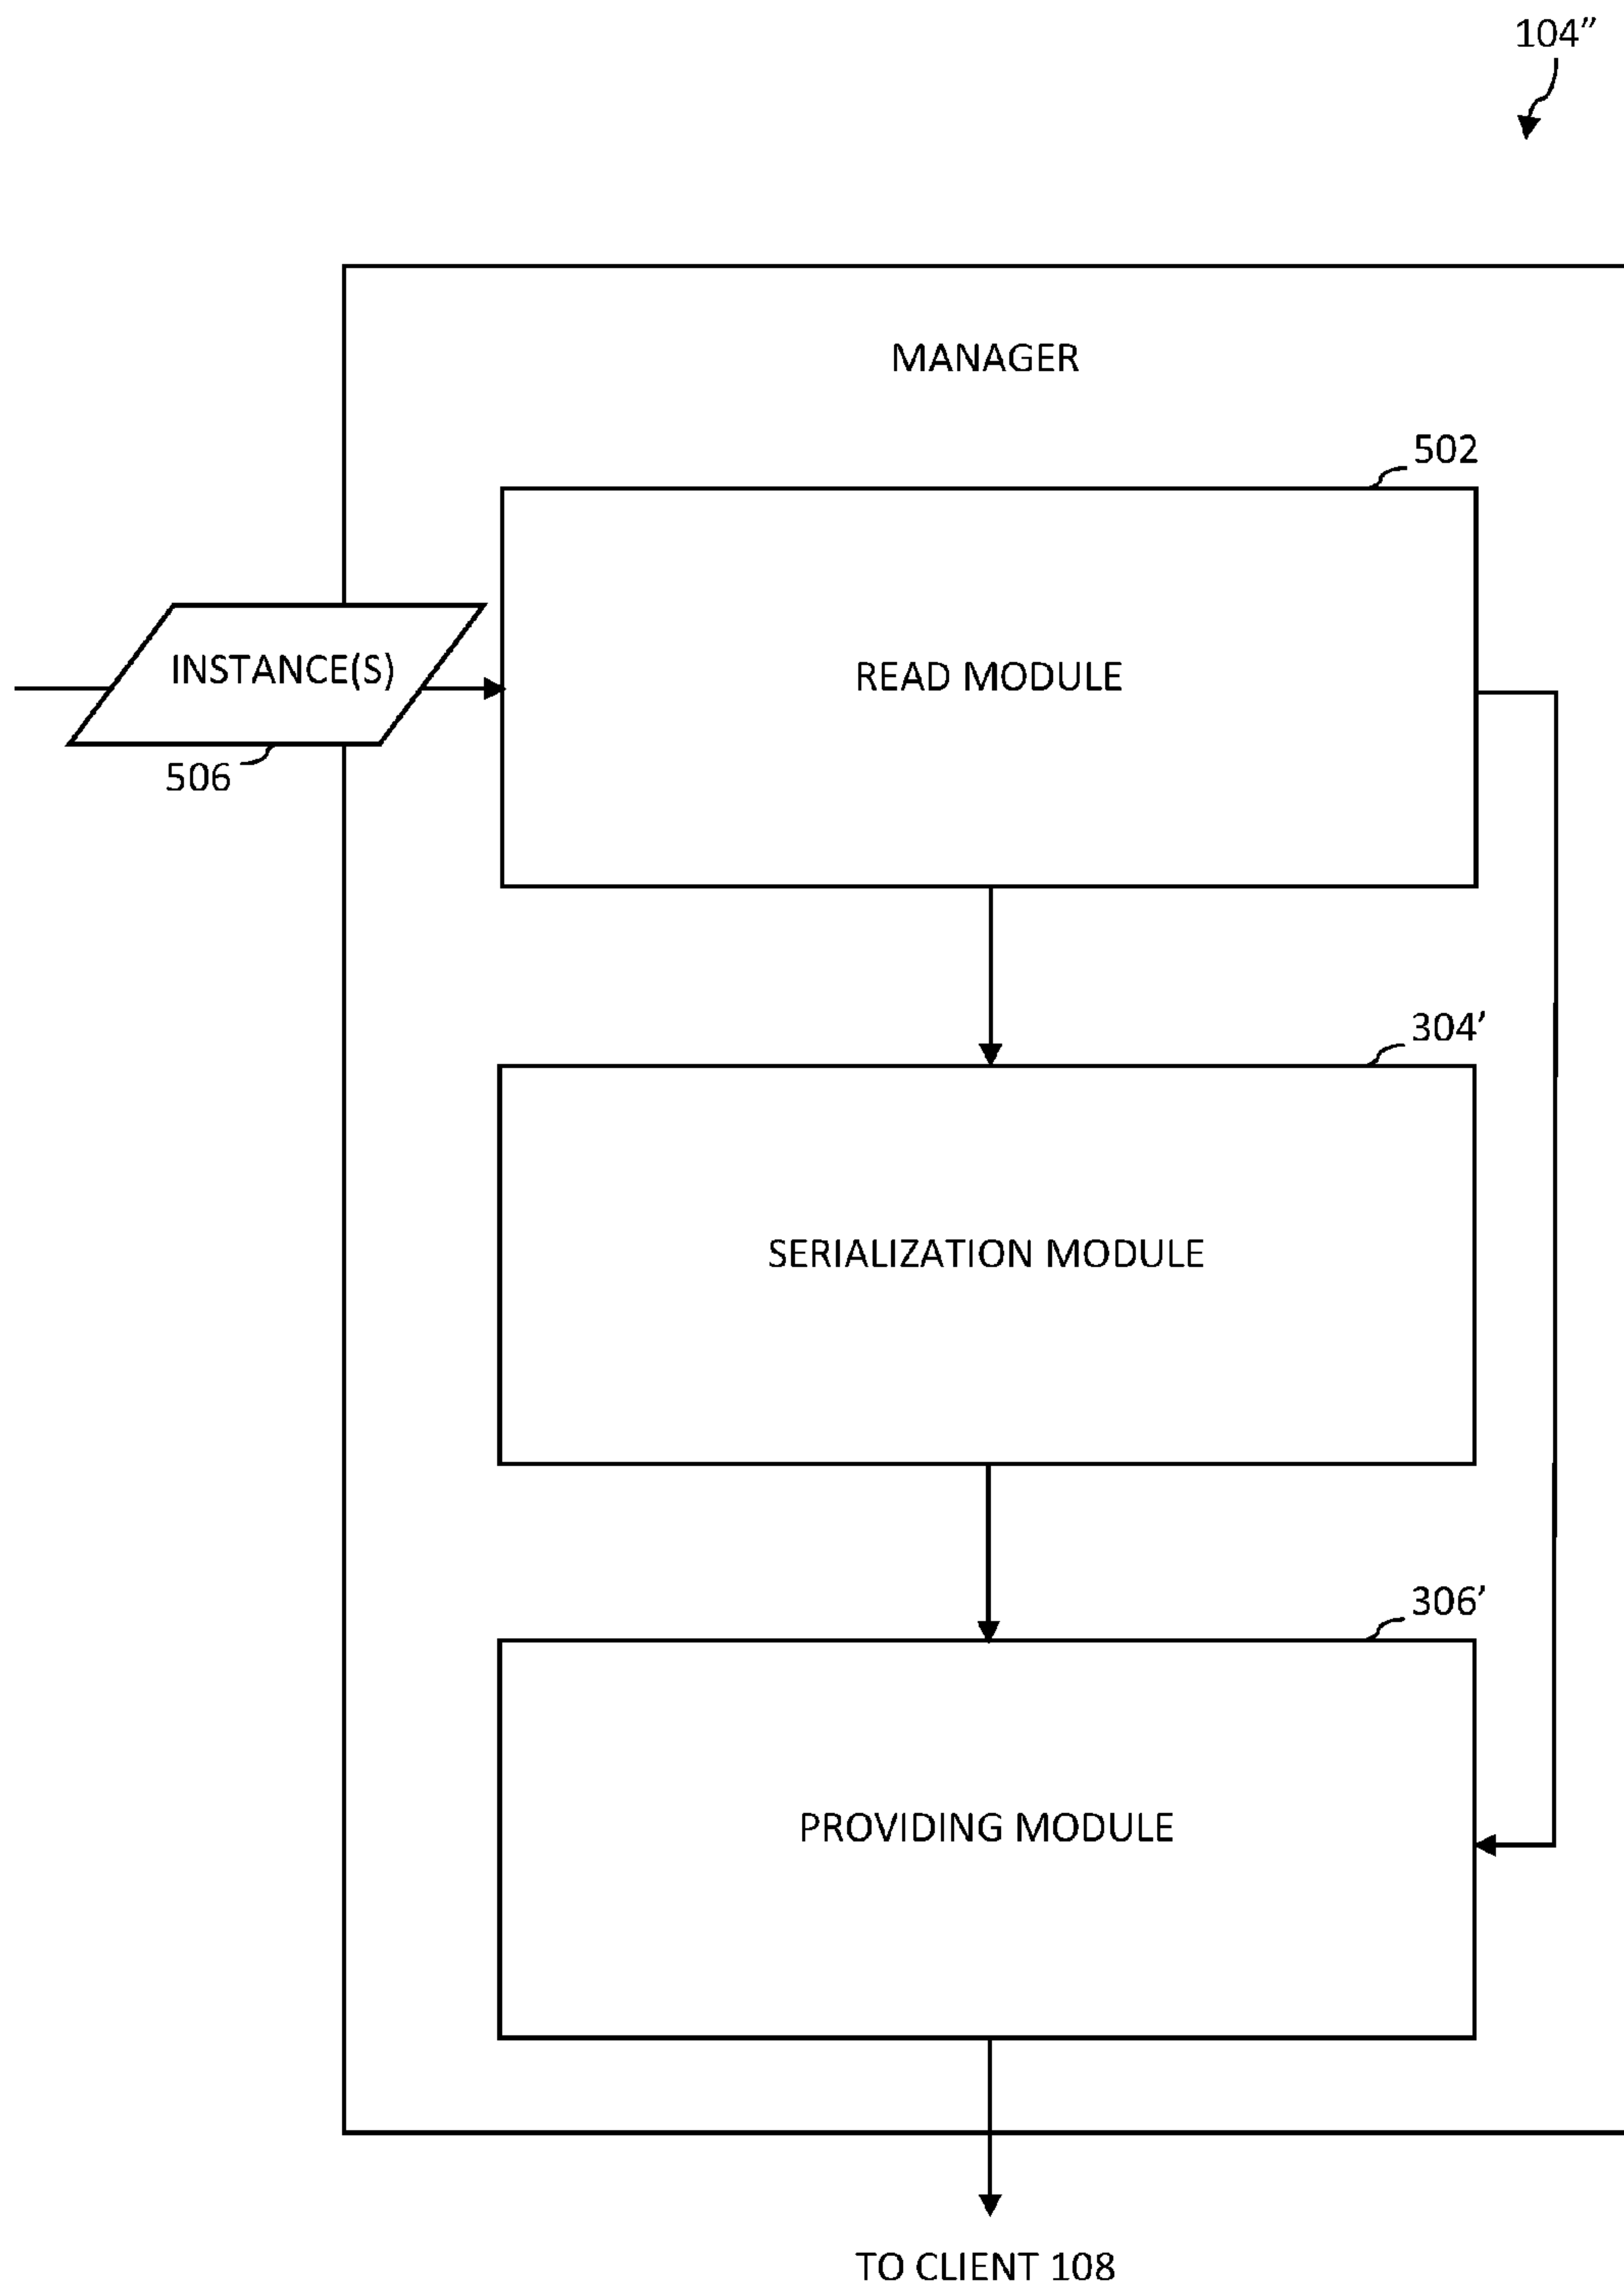 104”
MANAGER
502
INSTANCE(S)
READ MODULE
506
304’
SERIALIZATION MODULE
306’
PROVIDING MODULE
TO CLIENT 108